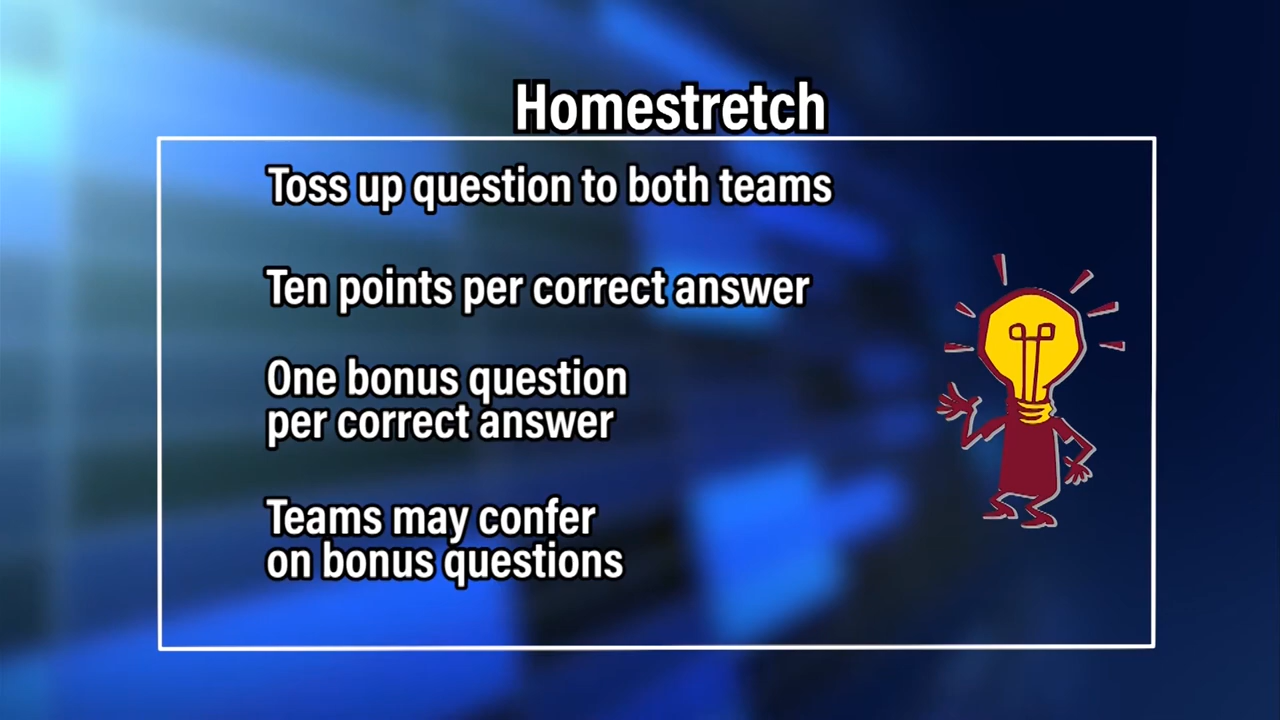 Homestretch
Toss up question to both teams
Ten points per correct answer
One bonus question
per correct answer
Teams may confer
on bonus questions